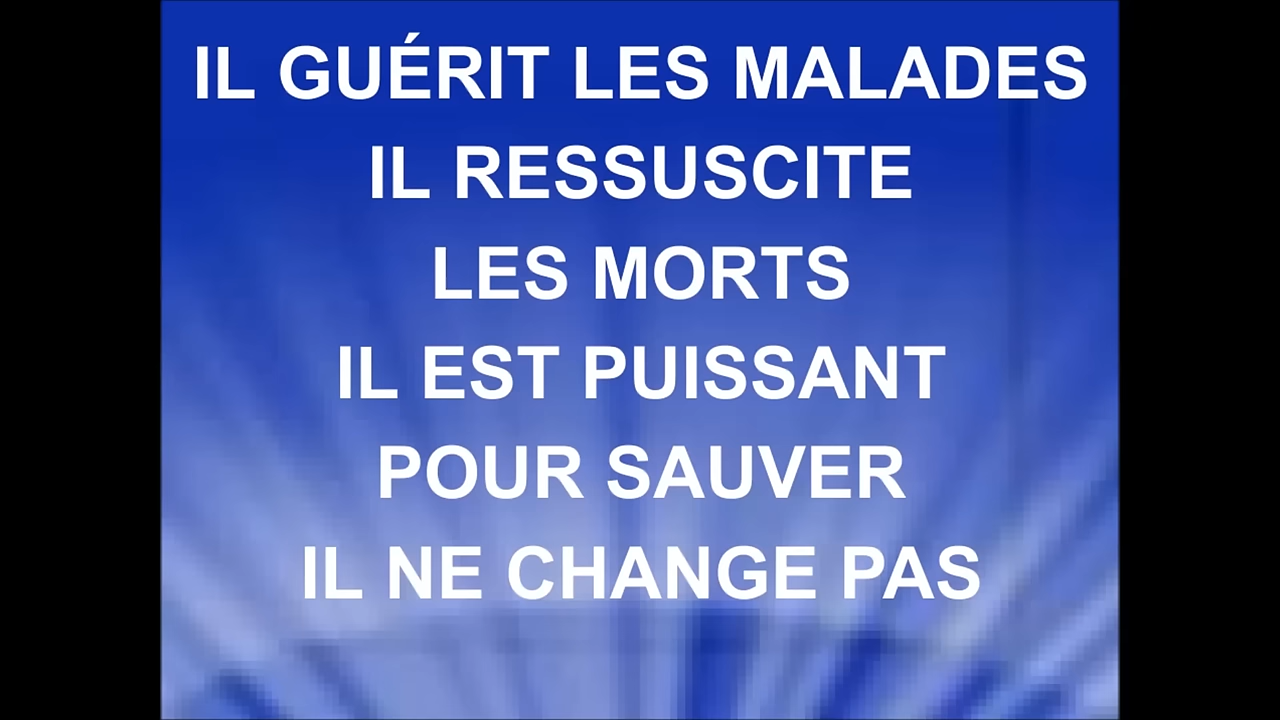 IL GUÉRIT LES MALADES
IL RESSUSCITE
LES MORTS
IL EST PUISSANT
POUR SAUVER
IL NE CHANGE PAS